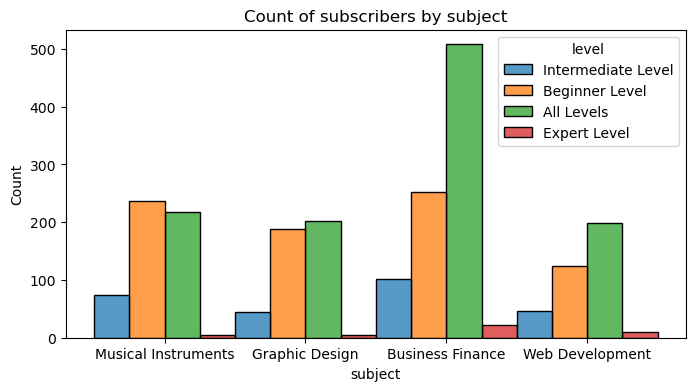 Count of subscribers by subject
level
Intermediate Level
Beginner Level
All Levels
Expert Level
Count
500
400
300
200
100
0
Musical Instruments
Graphic Design
Business Finance
Web Development
subject